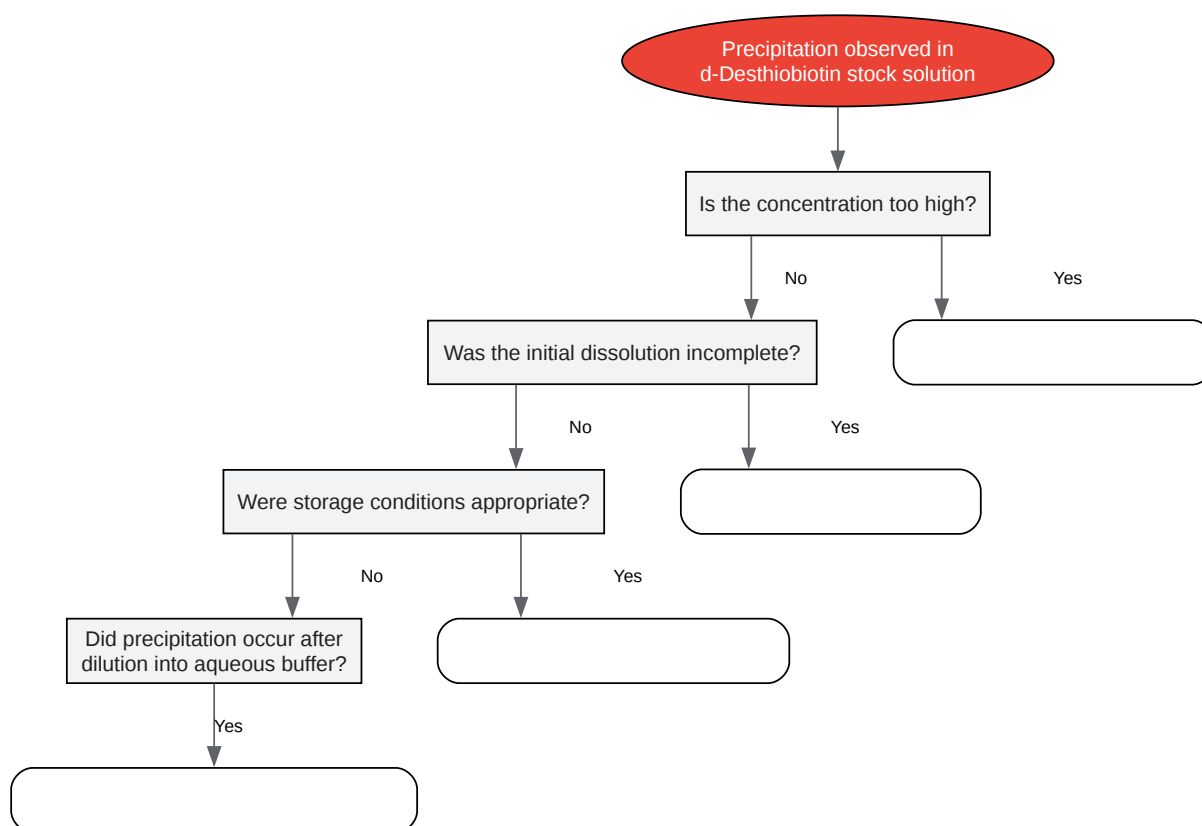 Precipitation observed in
d-Desthiobiotin stock solution
Is the concentration too high?
No
Yes
Was the initial dissolution incomplete?
No
Yes
Were storage conditions appropriate?
No
Yes
Did precipitation occur after
dilution into aqueous buffer?
Yes